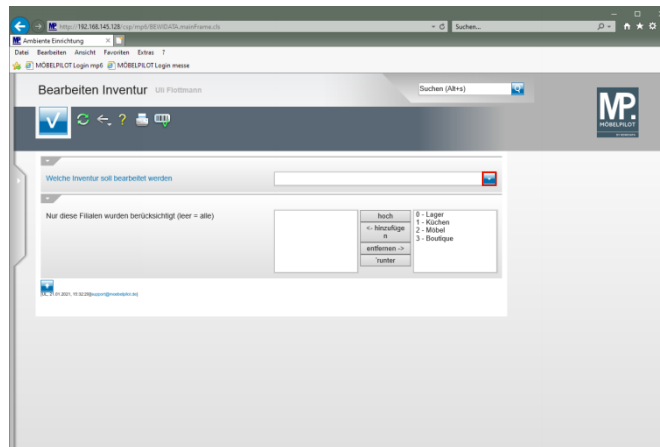 http://192.168.145.128/csp/mp6/BEWIDATA.mainFrame.cls
Suchen...
Ambiente Einrichtung
Datei Bearbeiten Ansicht Favoriten Extras ?
MÖBELPILOT Login mp6 MÖBELPILOT Login messe
Bearbeiten Inventur Uli Flottmann
Suchen (Alt+s)
MP.
MÖBELPILOT
Welche Inventur soll bearbeitet werden
Nur diese Filialen wurden berücksichtigt (leer = alle)
hoch
<- hinzufüge
n
entfernen ->
'runter
0 - Lager
1 - Küchen
2 - Möbel
3 - Boutique